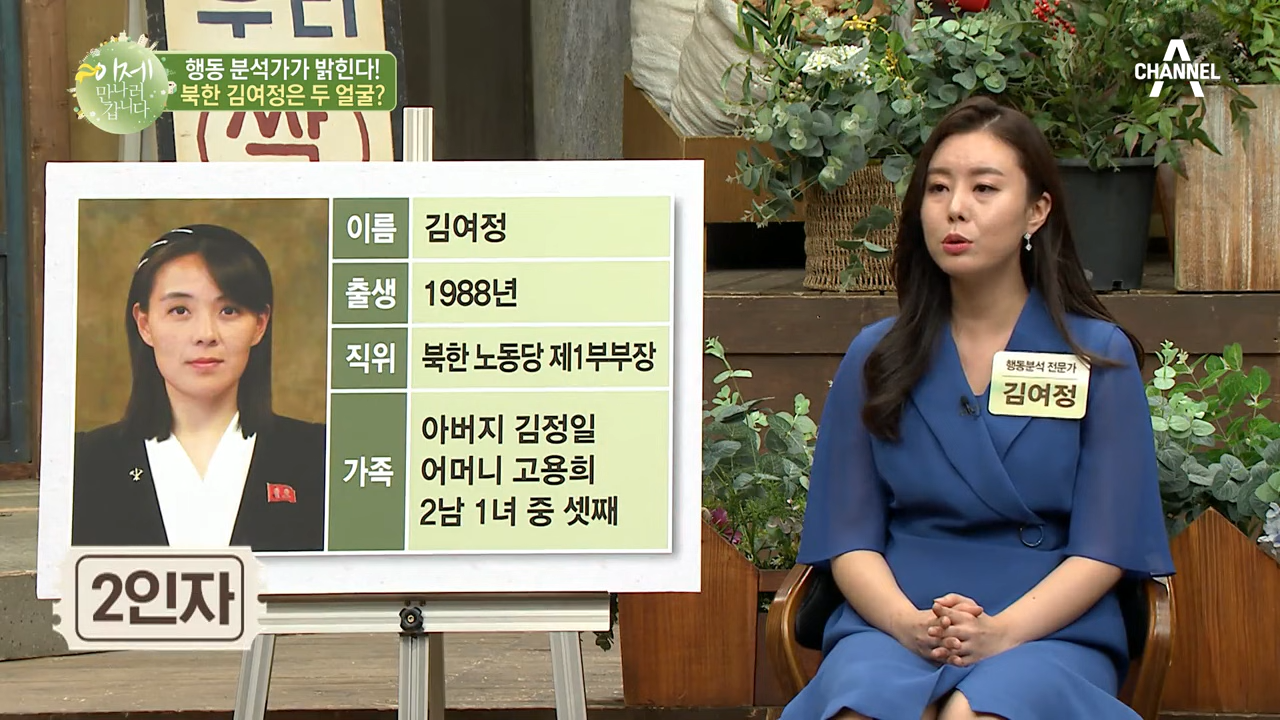 우리
싹
이제
만나러
갑니다
행동 분석가가 밝힌다!
북한 김여정은 두 얼굴?
CHANNEL A
이름
김여정
출생
1988년
직위
북한 노동당 제1부부장
가족
아버지 김정일
어머니 고용희
2남 1녀 중 셋째
2인자
행동분석 전문가
김여정